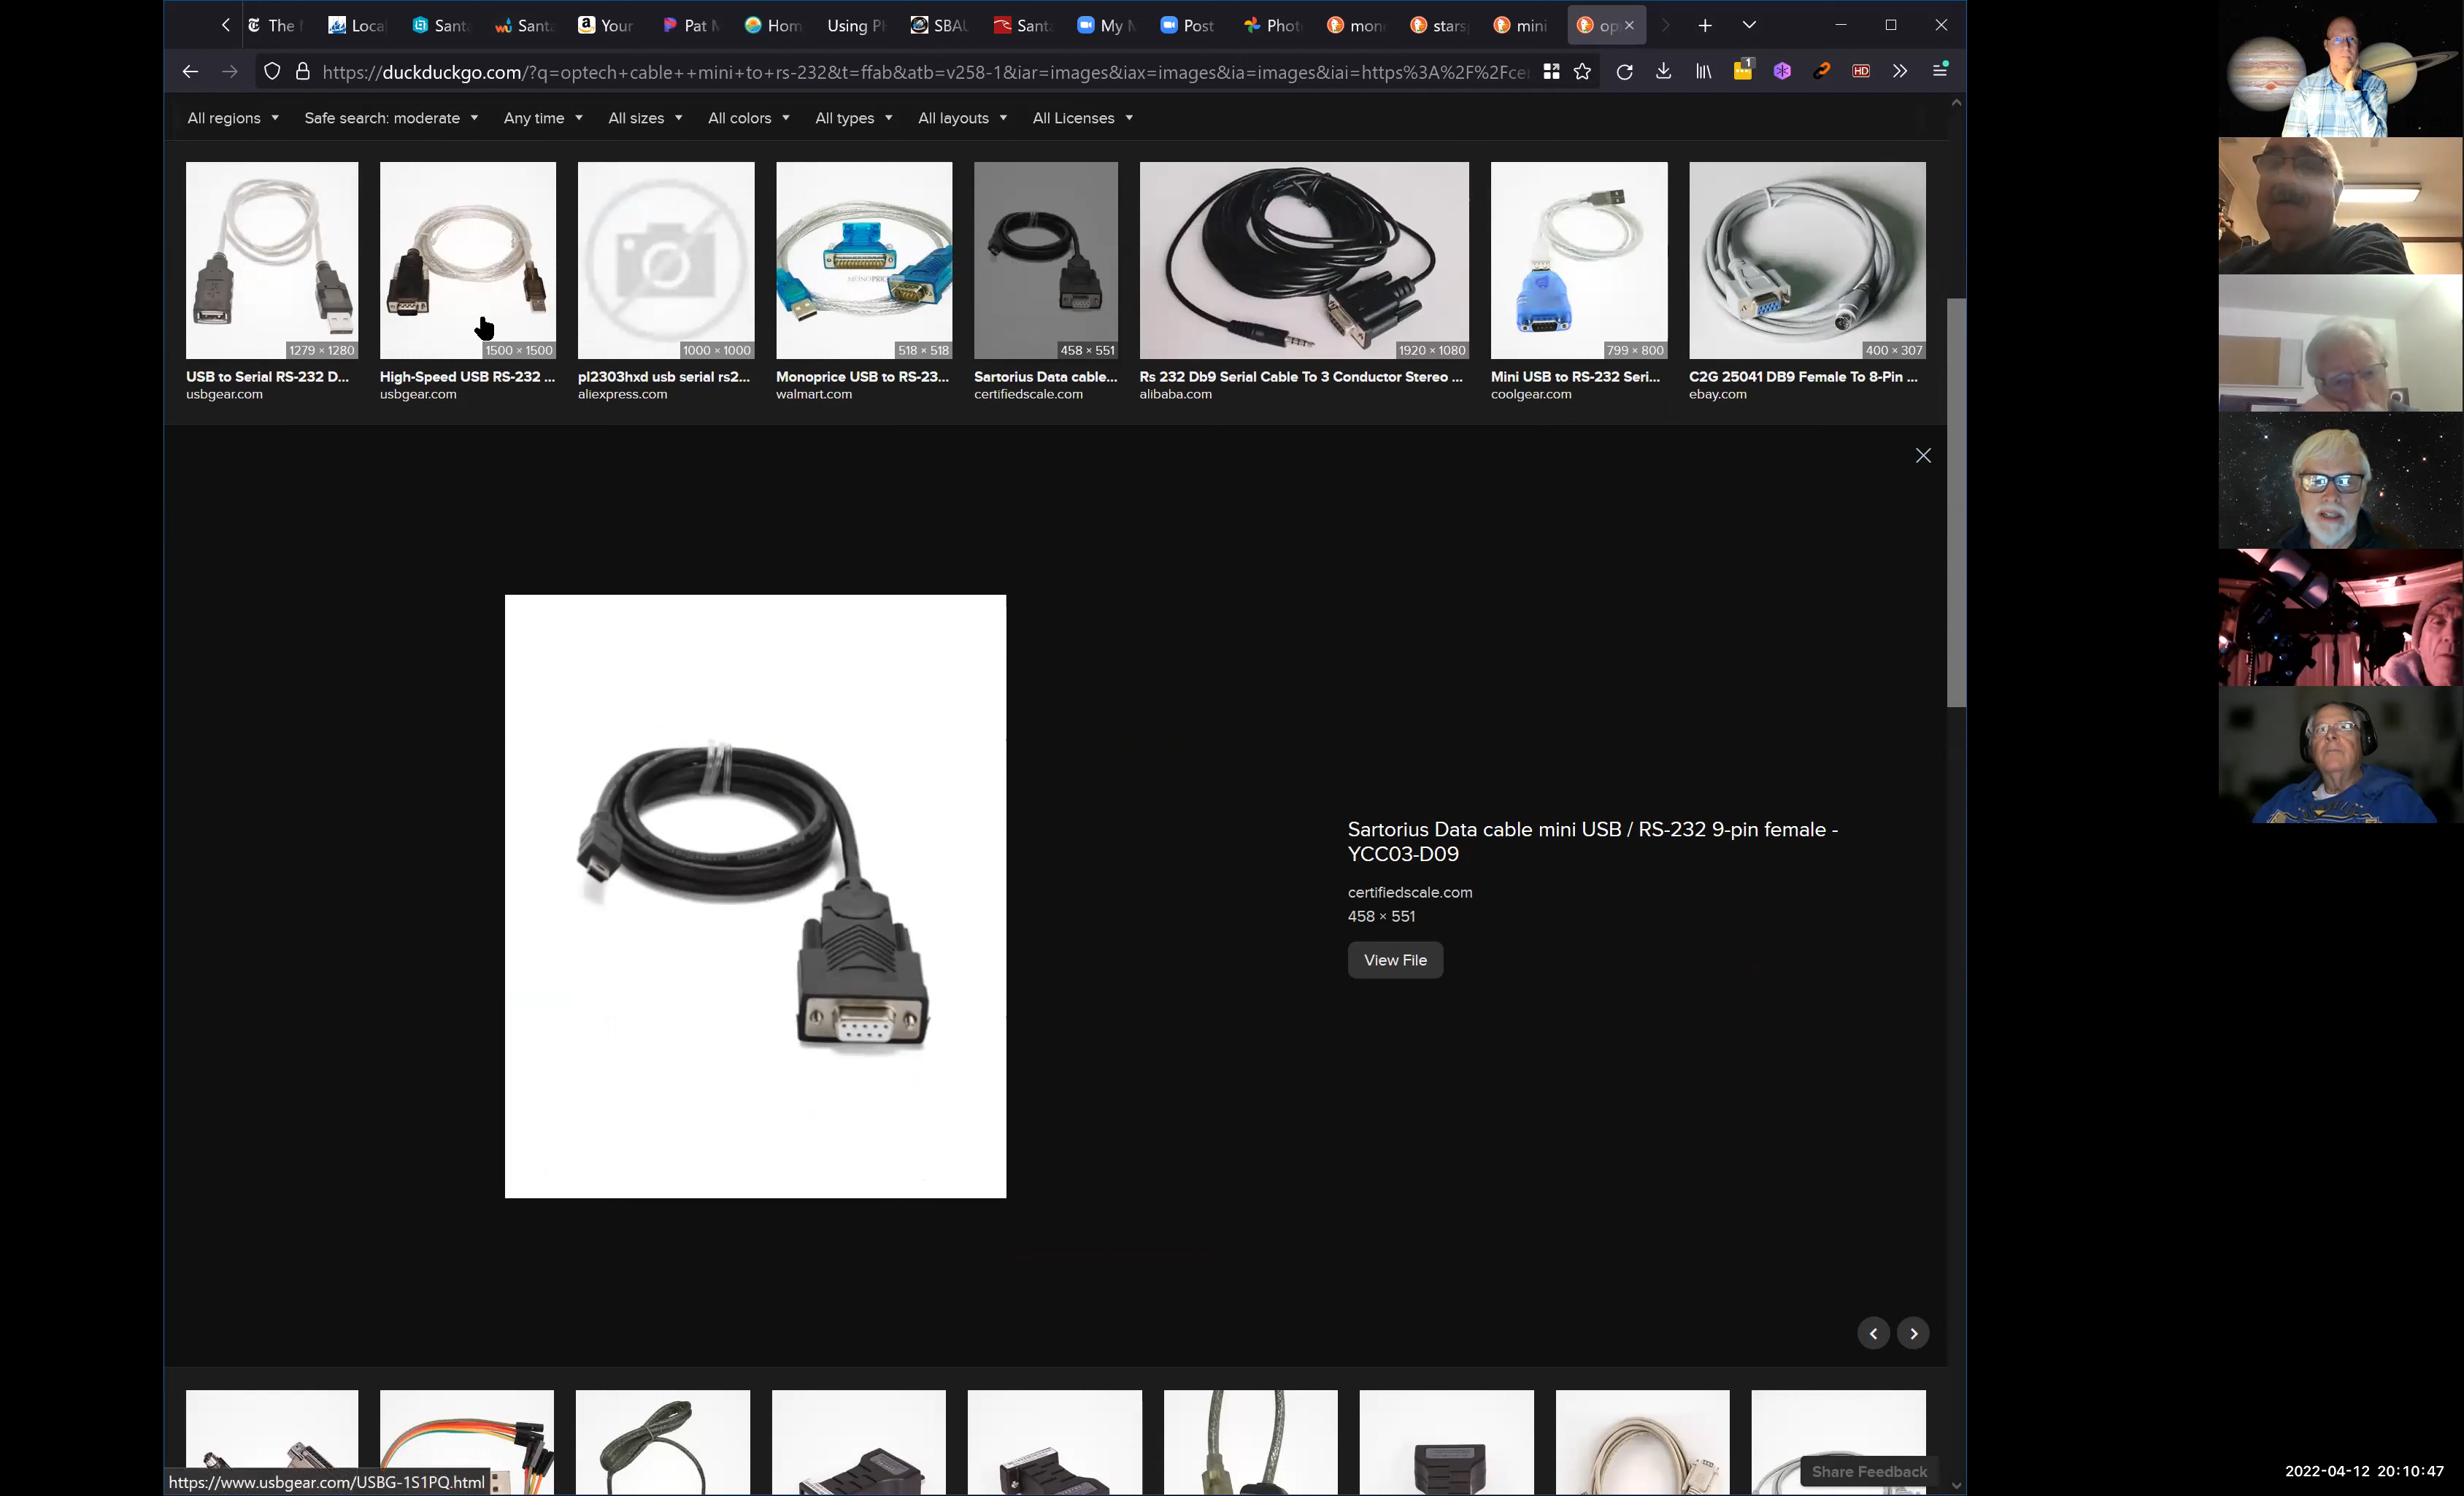 The
Loca
Santa
Santa
Your
Pat
Hom
Using P
SBAU
Santa
My
Post
Phot
mon
stars
mini
op
https://duckduckgo.com/?q=optech+cable++mini+to+rs-232&t=ffab&atb=v258-1&iar=images&iax=images&ia=images&iai=https%3A%2F%2Fce
1
HD
All regions
Safe search: moderate
Any time
All sizes
All colors
All types
All layouts
All Licenses
1279 × 1280
1500 × 1500
1000 × 1000
MONOPRIC
518 × 518
458 × 551
1920 × 1080
799 × 800
400 × 307
USB to Serial RS-232 D...
High-Speed USB RS-232 ...
pl2303hxd usb serial rs2...
Monoprice USB to RS-23...
Sartorius Data cable...
Rs 232 Db9 Serial Cable To 3 Conductor Stereo ...
Mini USB to RS-232 Seri...
C2G 25041 DB9 Female To 8-Pin ...
usbgear.com
usbgear.com
aliexpress.com
walmart.com
certifiedscale.com
alibaba.com
coolgear.com
ebay.com
Sartorius Data cable mini USB / RS-232 9-pin female -
YCC03-D09
certifiedscale.com
458 × 551
View File
Share Feedback
https://www.usbgear.com/USBG-1S1PQ.html
2022-04-12 20:10:47